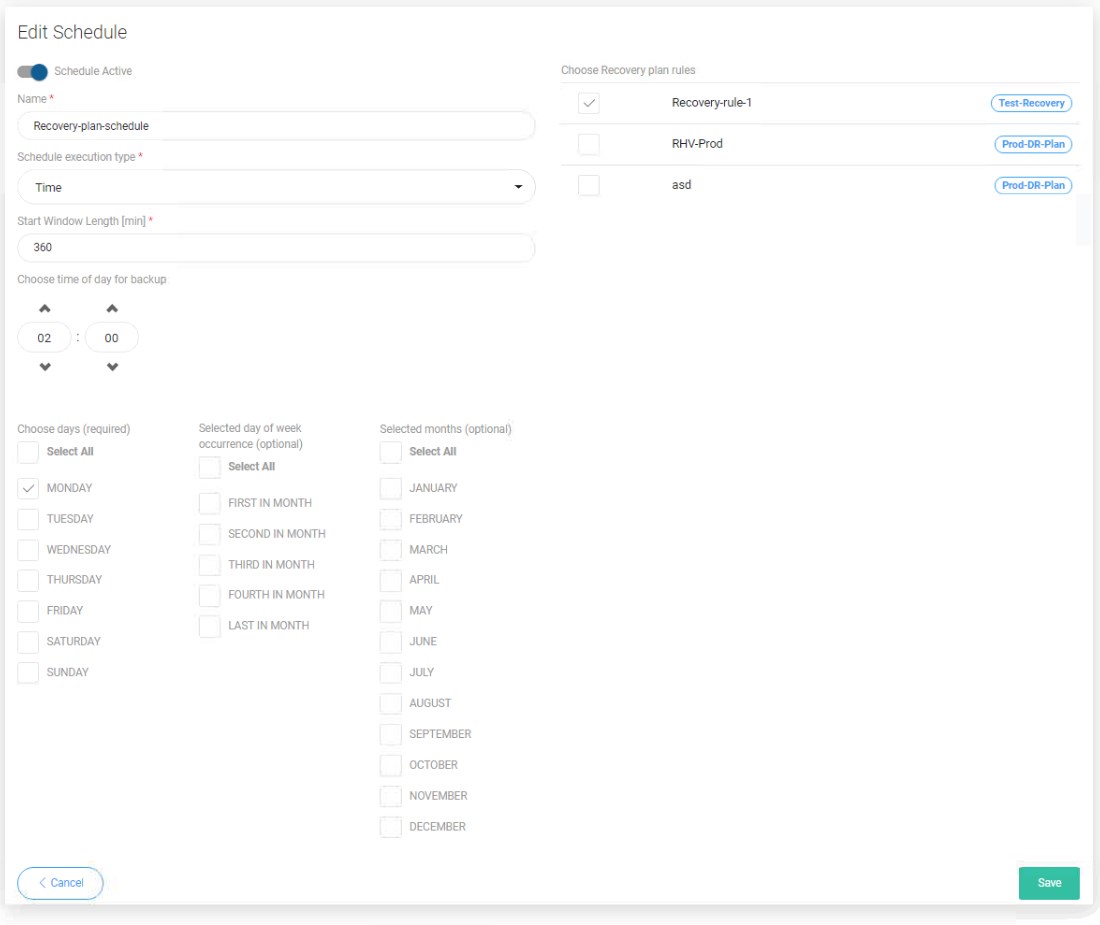 Edit Schedule
Schedule Active
Name *
Recovery-plan-schedule
Schedule execution type *
Time
Start Window Length [min] *
360
Choose time of day for backup
02 : 00
Choose Recovery plan rules
Recovery-rule-1 Test-Recovery
RHV-Prod Prod-DR-Plan
asd Prod-DR-Plan
Choose days (required)
Select All
MONDAY
TUESDAY
WEDNESDAY
THURSDAY
FRIDAY
SATURDAY
SUNDAY
Selected day of week
occurrence (optional)
Select All
FIRST IN MONTH
SECOND IN MONTH
THIRD IN MONTH
FOURTH IN MONTH
LAST IN MONTH
Selected months (optional)
Select All
JANUARY
FEBRUARY
MARCH
APRIL
MAY
JUNE
JULY
AUGUST
SEPTEMBER
OCTOBER
NOVEMBER
DECEMBER
Cancel
Save